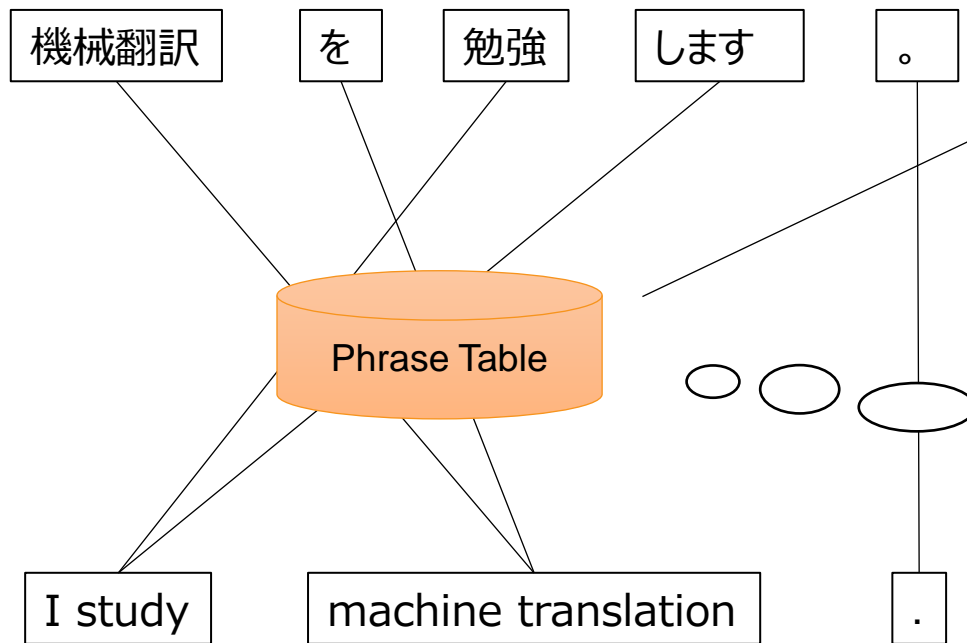 機械翻訳 を 勉強 します 。
Phrase Table
I study machine translation .